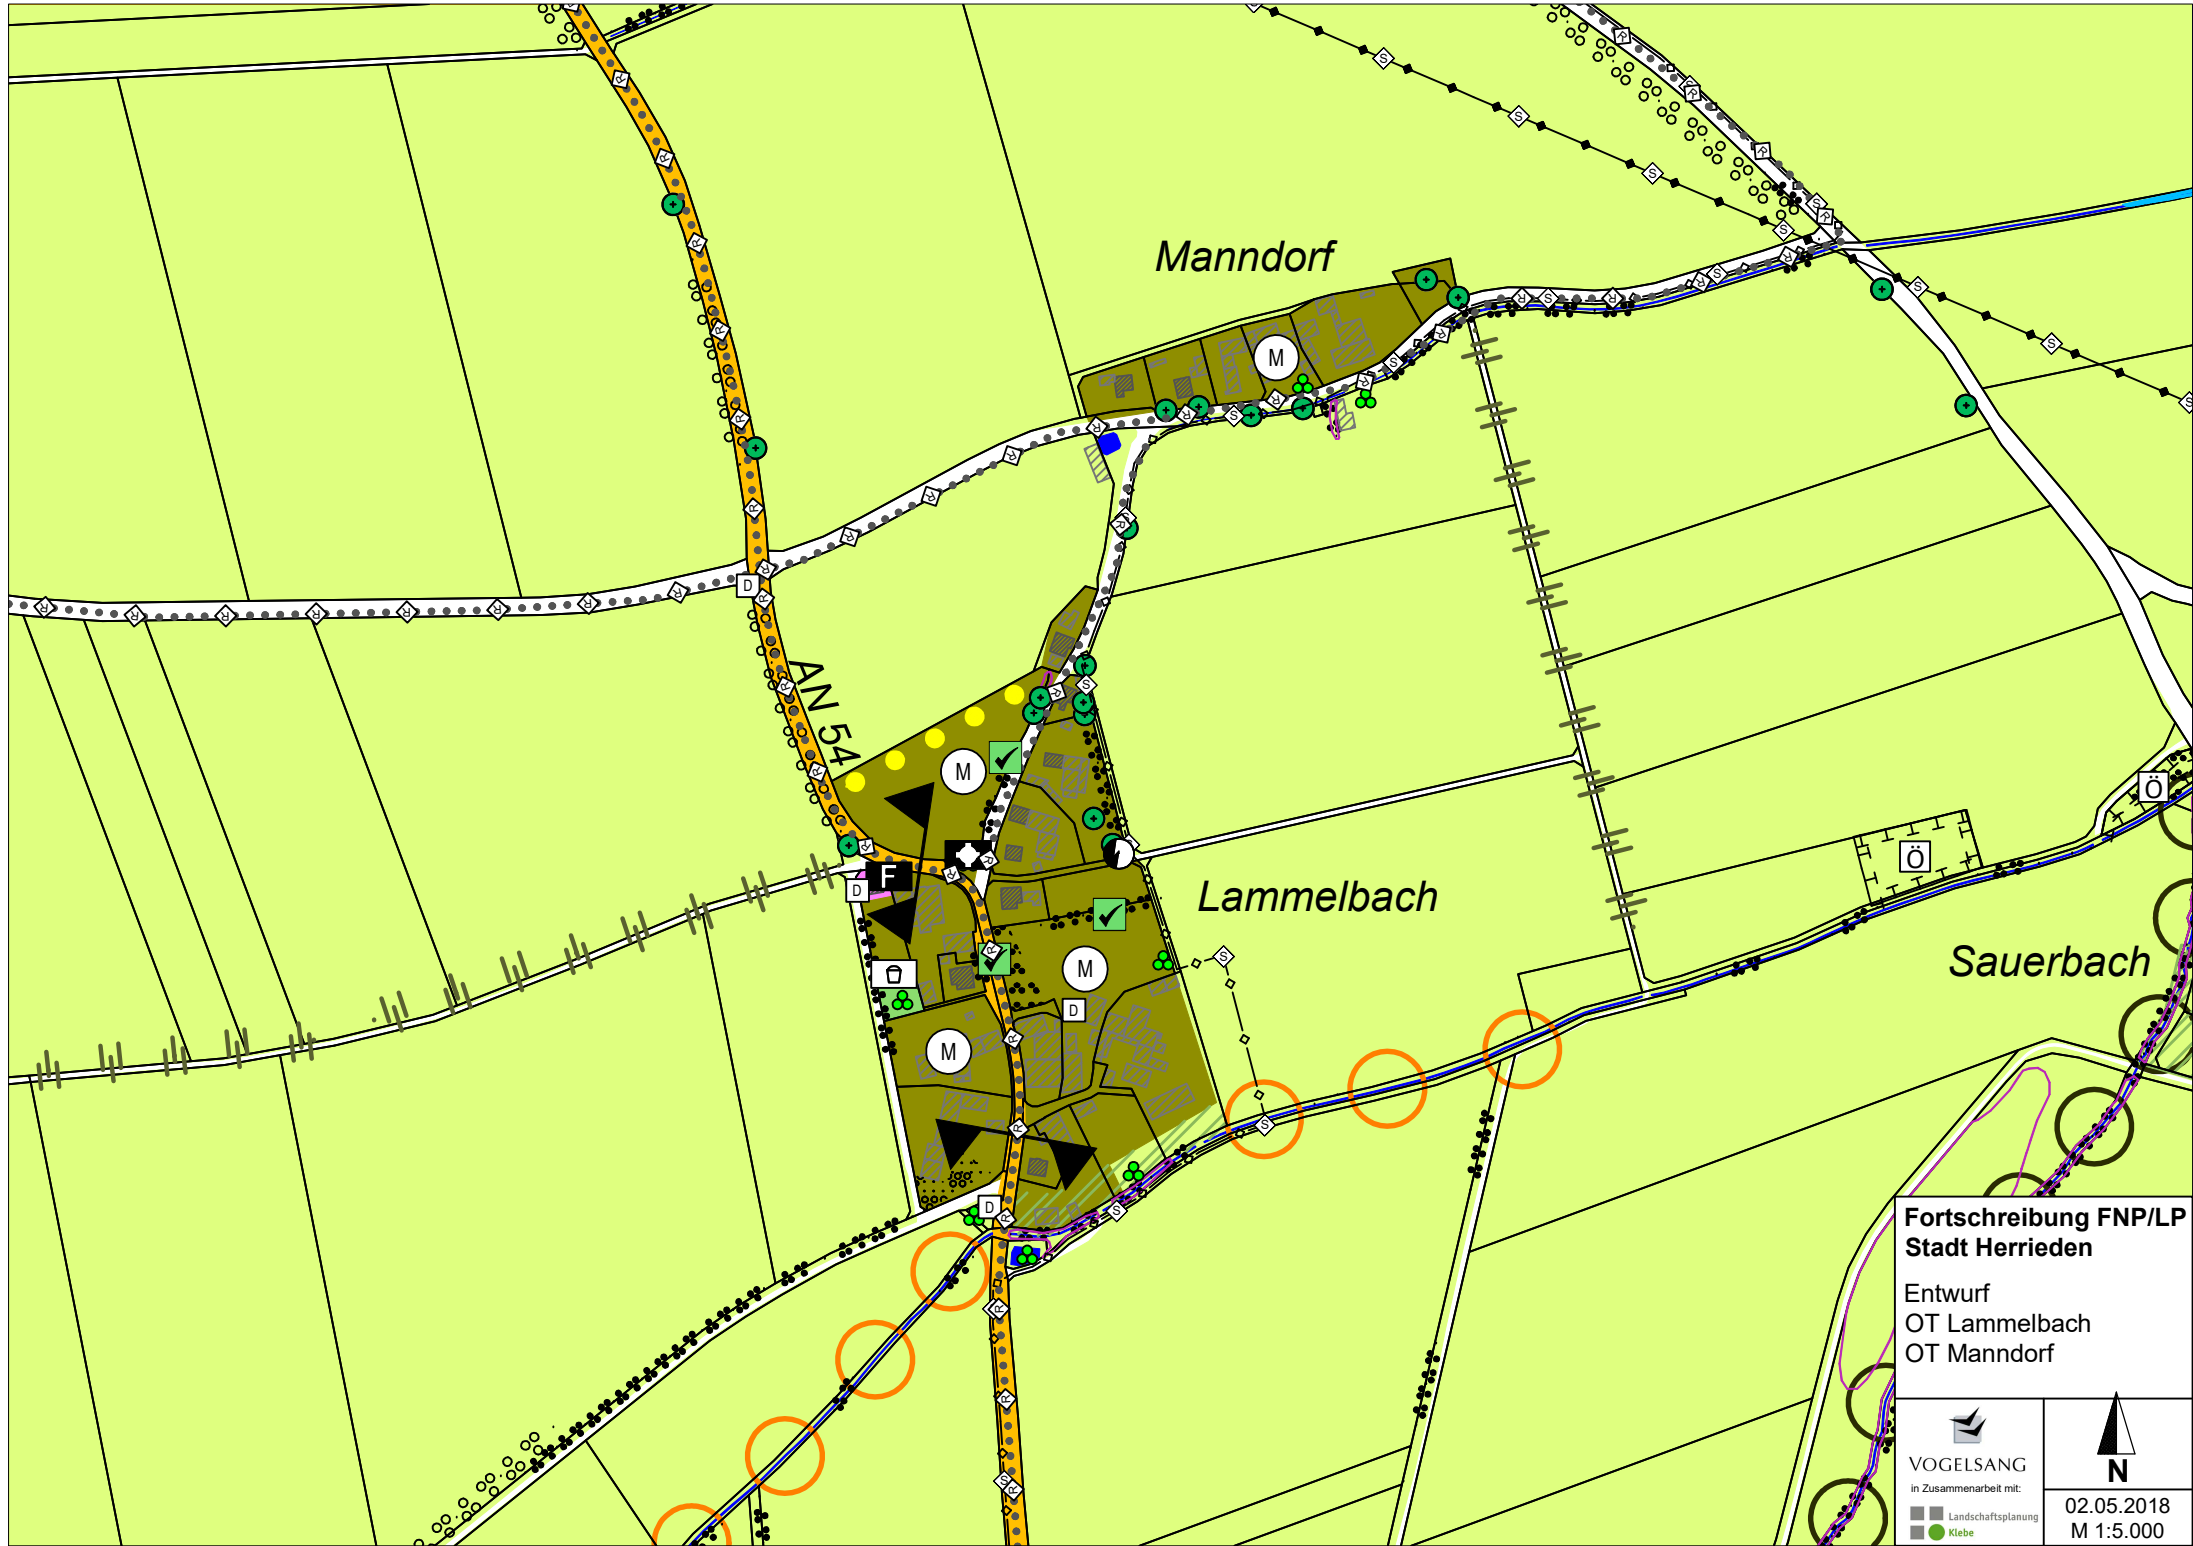 Manndorf
M
AN 54
D
M
F
D
Lammelbach
Ö
Ö
M
D
Sauerbach
M
D
Fortschreibung FNP/LP
Stadt Herrieden
Entwurf
OT Lammelbach
OT Manndorf
VOGELSANG
in Zusammenarbeit mit:
Landschaftsplanung
Klebe
N
02.05.2018
M 1:5.000